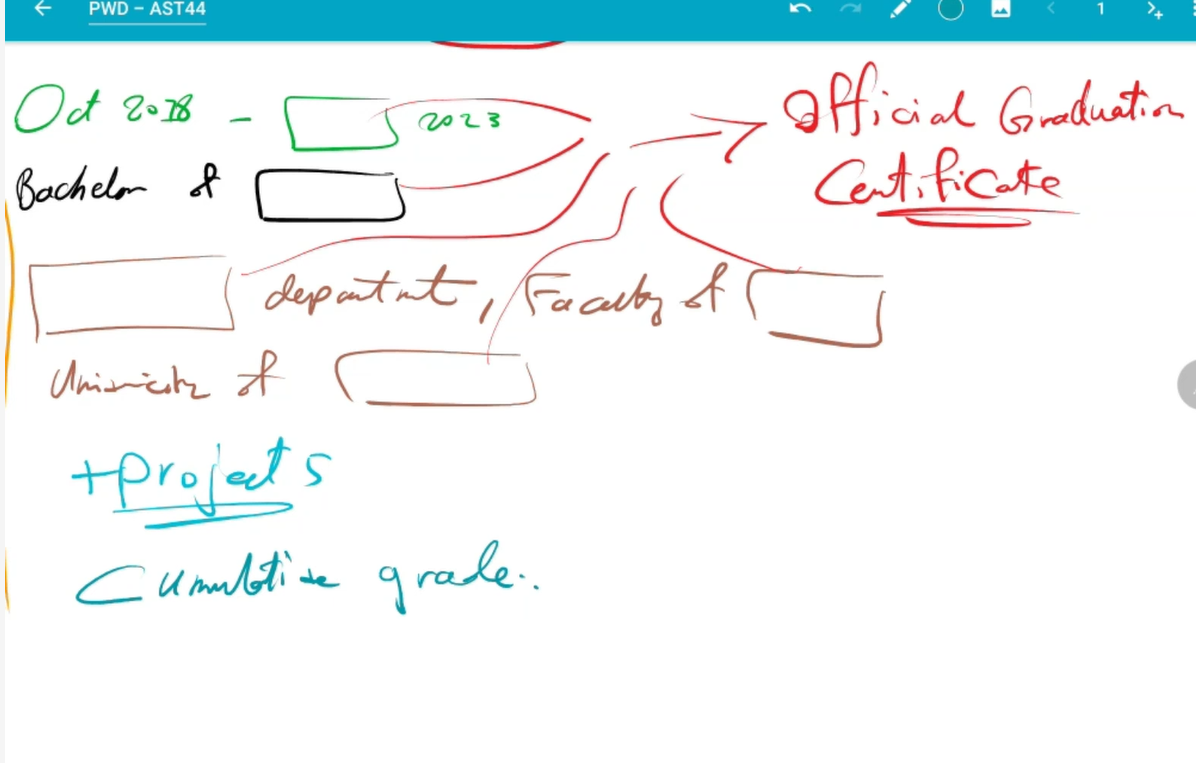 PWD – AST44
1
Oct 2018 - 2023
Official Graduation
Certificate
Bachelor of
department, Faculty of
University of
+projects
Cumulative grade..